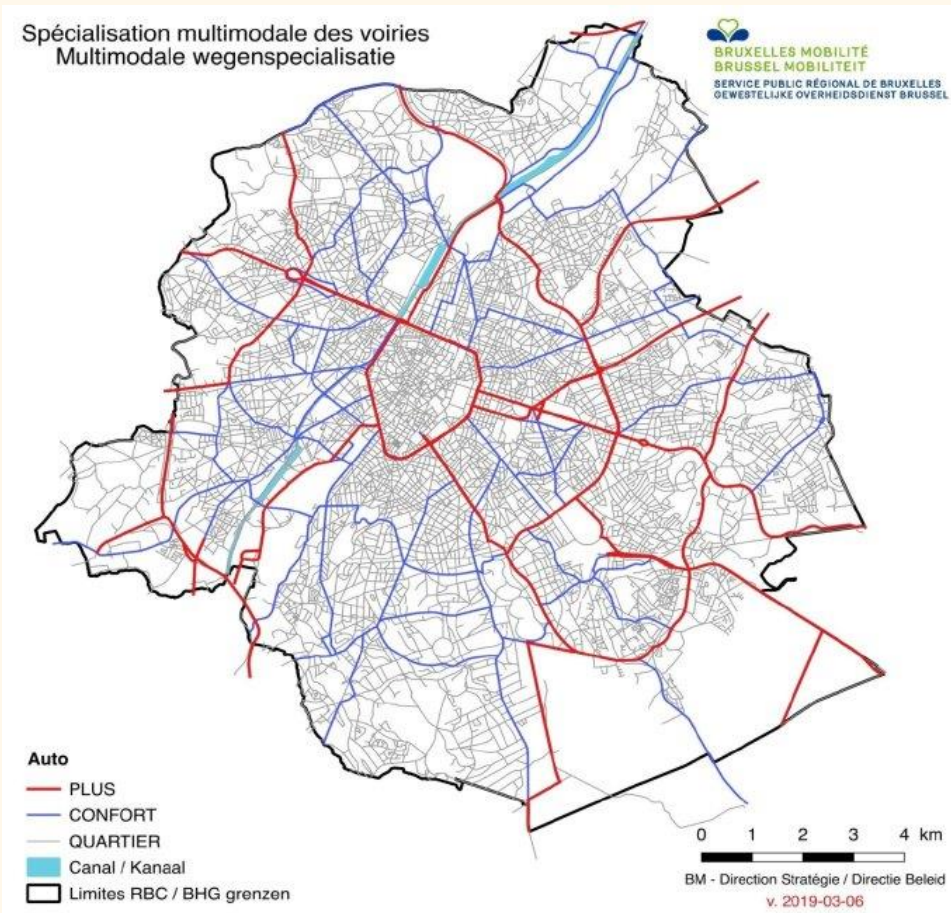 Spécialisation multimodale des voiries
Multimodale wegenspecialisatie
BRUXELLES MOBILITÉ
BRUSSEL MOBILITEIT
SERVICE PUBLIC RÉGIONAL DE BRUXELLES
GEWESTELIJKE OVERHEIDSDIENST BRUSSEL
Auto
PLUS
CONFORT
QUARTIER
Canal / Kanaal
Limites RBC / BHG grenzen
0 1 2 3 4 km
BM - Direction Stratégie / Directie Beleid
v. 2019-03-06